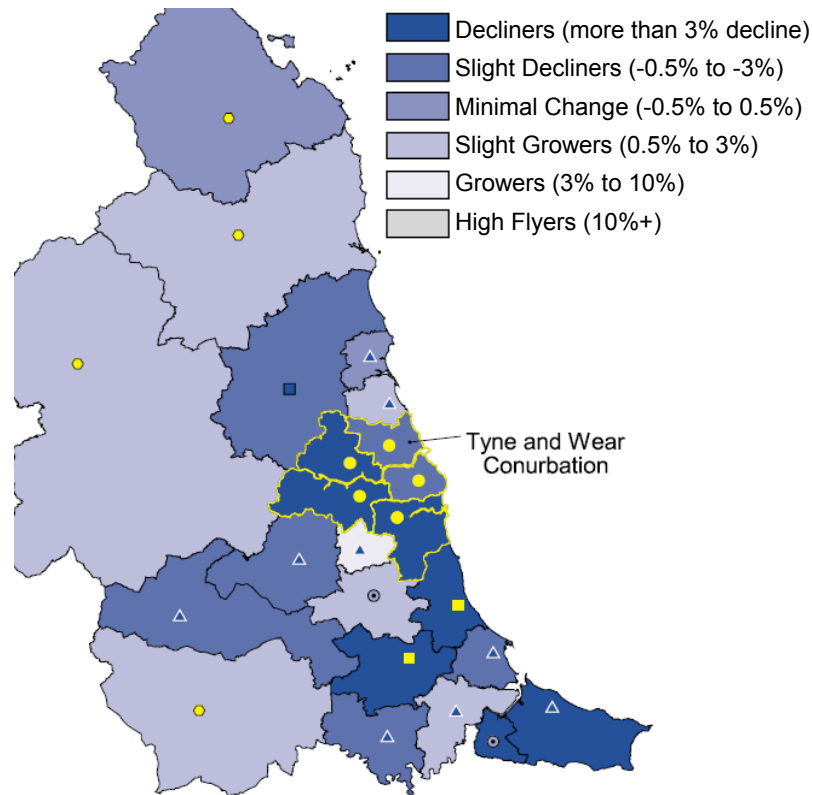 Decliners (more than 3% decline)
Slight Decliners (-0.5% to -3%)
Minimal Change (-0.5% to 0.5%)
Slight Growers (0.5% to 3%)
Growers (3% to 10%)
High Flyers (10%+)
Tyne and Wear
Conurbation